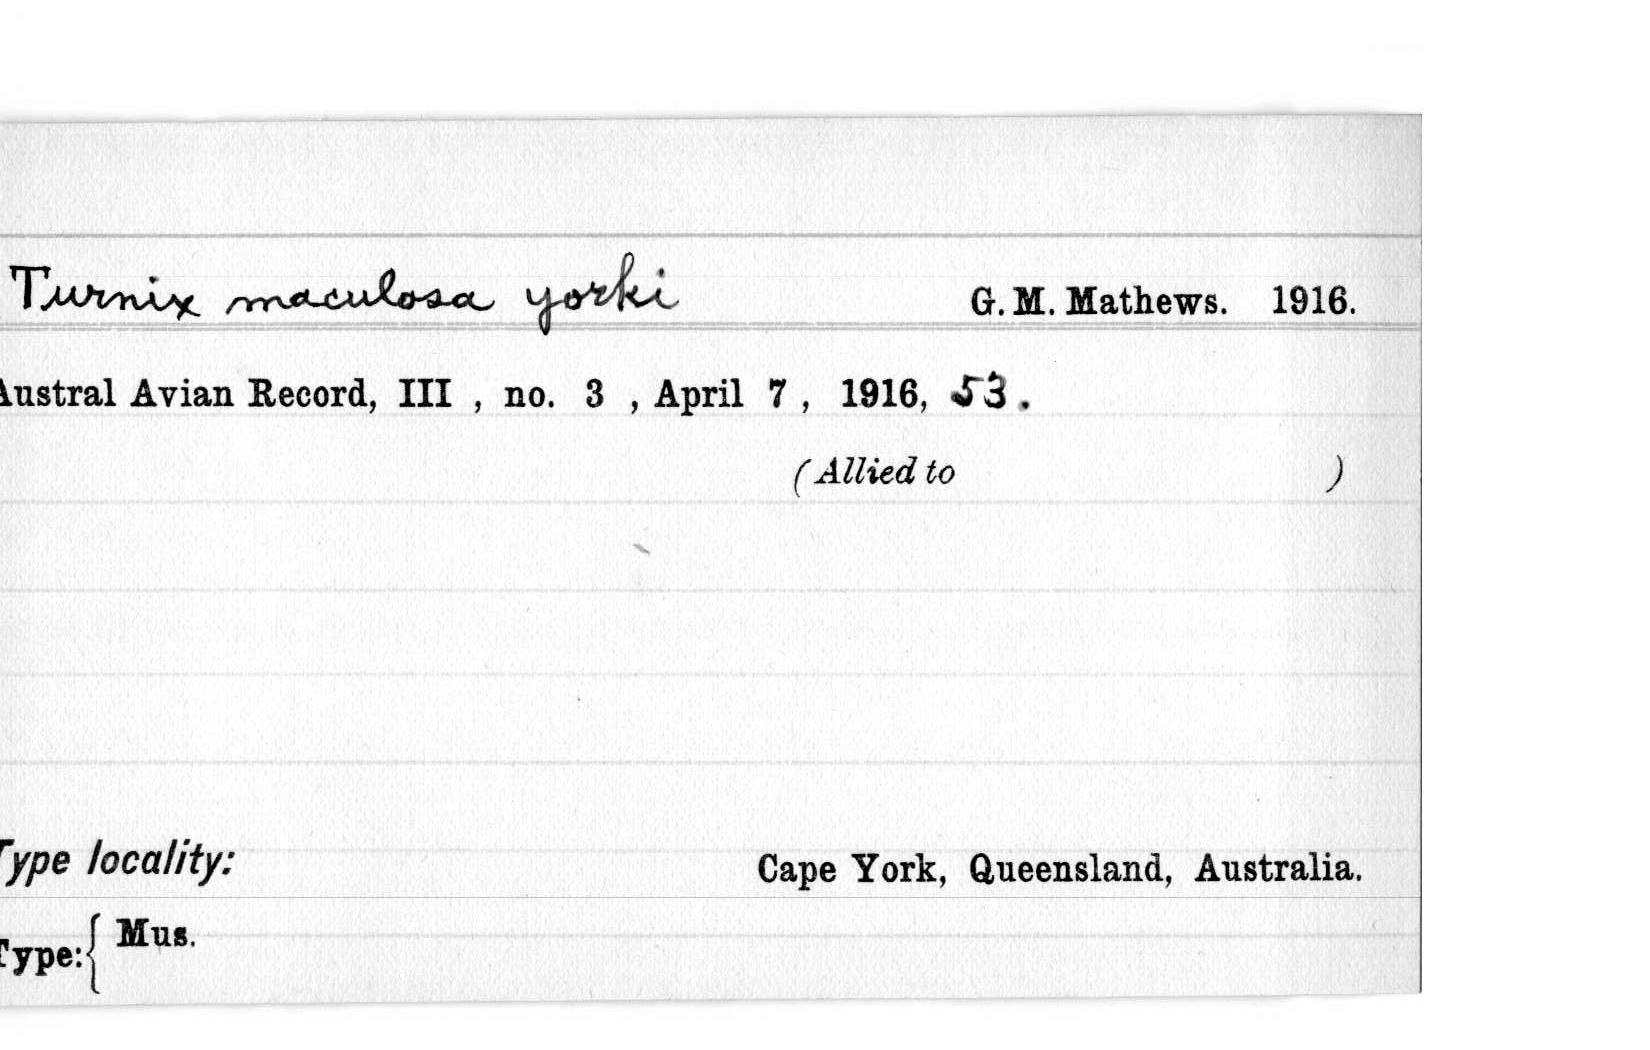 Turnix maculosa yorki G. M. Mathews. 1916.
Austral Avian Record, III , no. 3 , April 7 , 1916, 53.
(Allied to )
Type locality: Cape York, Queensland, Australia.
Type: { Mus.